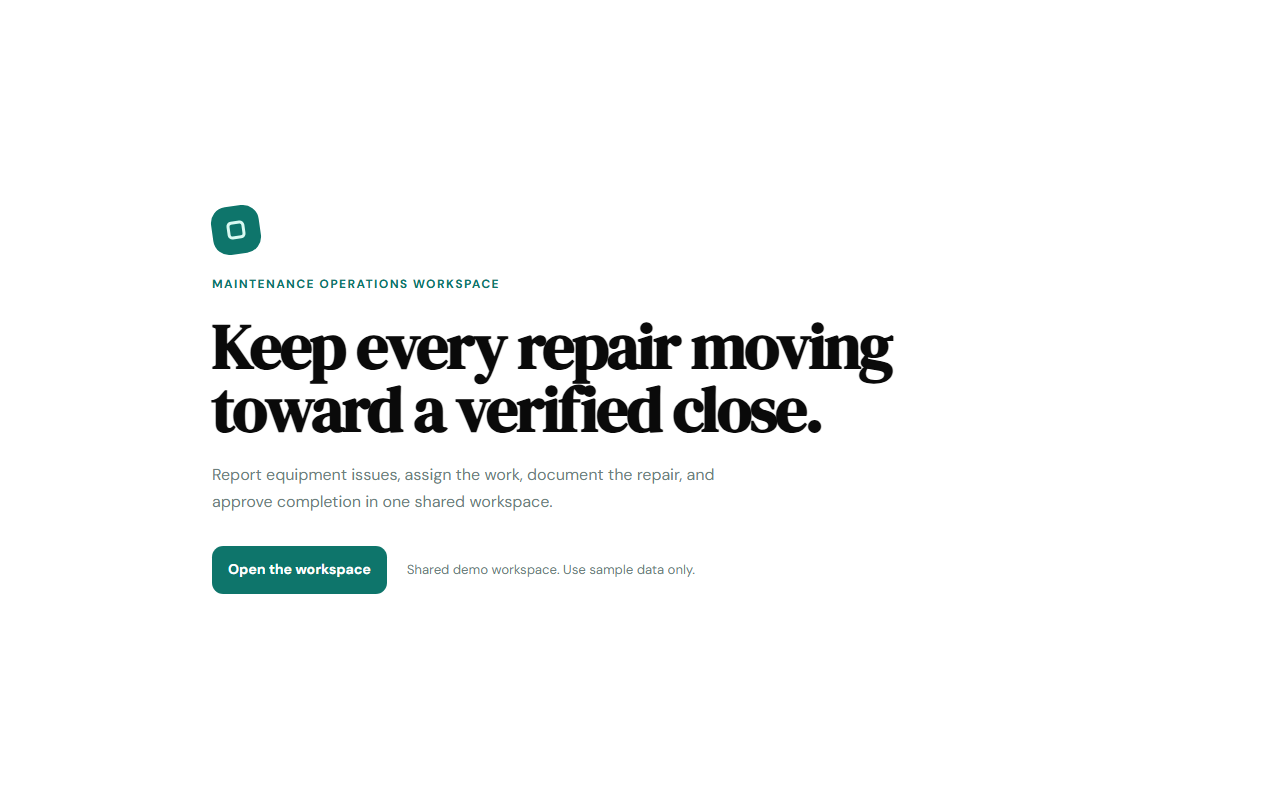 MAINTENANCE OPERATIONS WORKSPACE
Keep every repair moving
toward a verified close.
Report equipment issues, assign the work, document the repair, and
approve completion in one shared workspace.
Open the workspace
Shared demo workspace. Use sample data only.